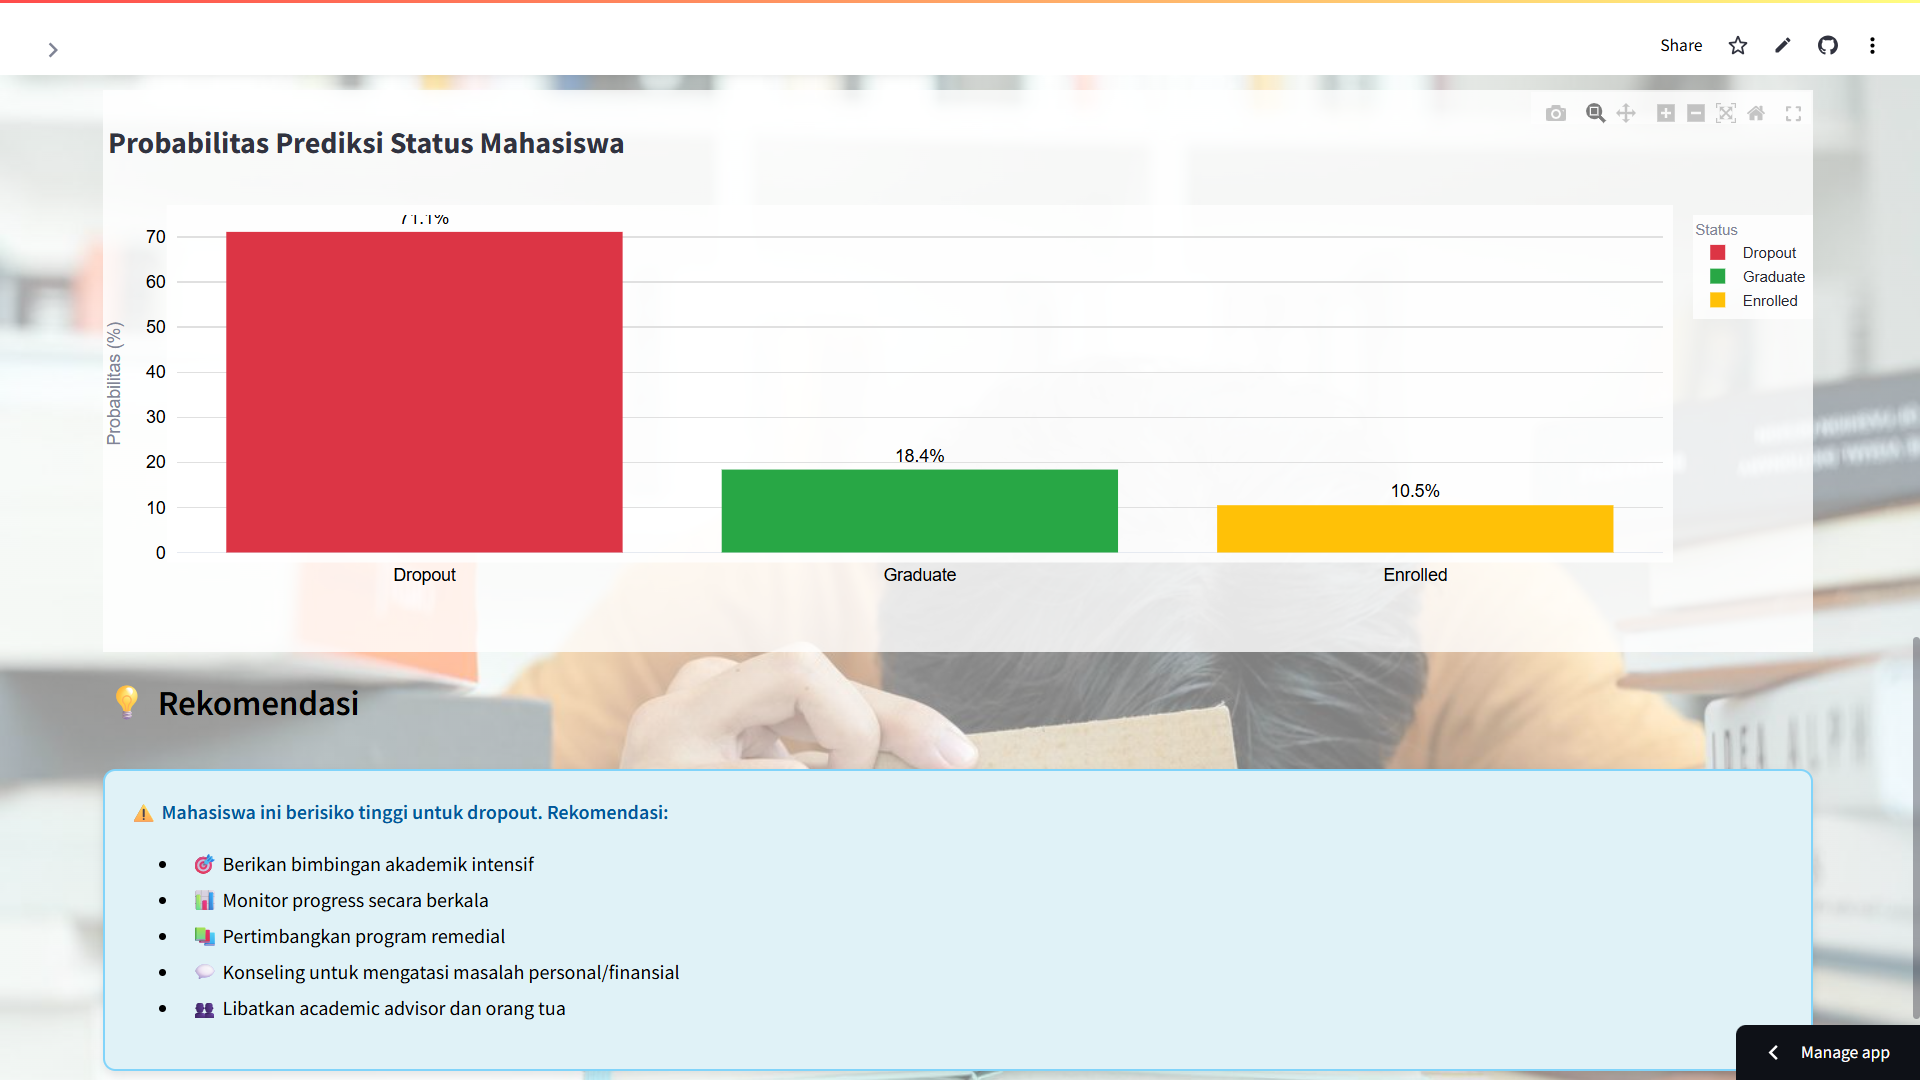 Share
Probabilitas Prediksi Status Mahasiswa
71.1%
70
60
50
40
30
20
10
0
Probabilitas (%)
18.4%
10.5%
Dropout
Graduate
Enrolled
Status
Dropout
Graduate
Enrolled
Rekomendasi
Mahasiswa ini berisiko tinggi untuk dropout. Rekomendasi:
• Berikan bimbingan akademik intensif
• Monitor progress secara berkala
• Pertimbangkan program remedial
• Konseling untuk mengatasi masalah personal/finansial
• Libatkan academic advisor dan orang tua
Manage app